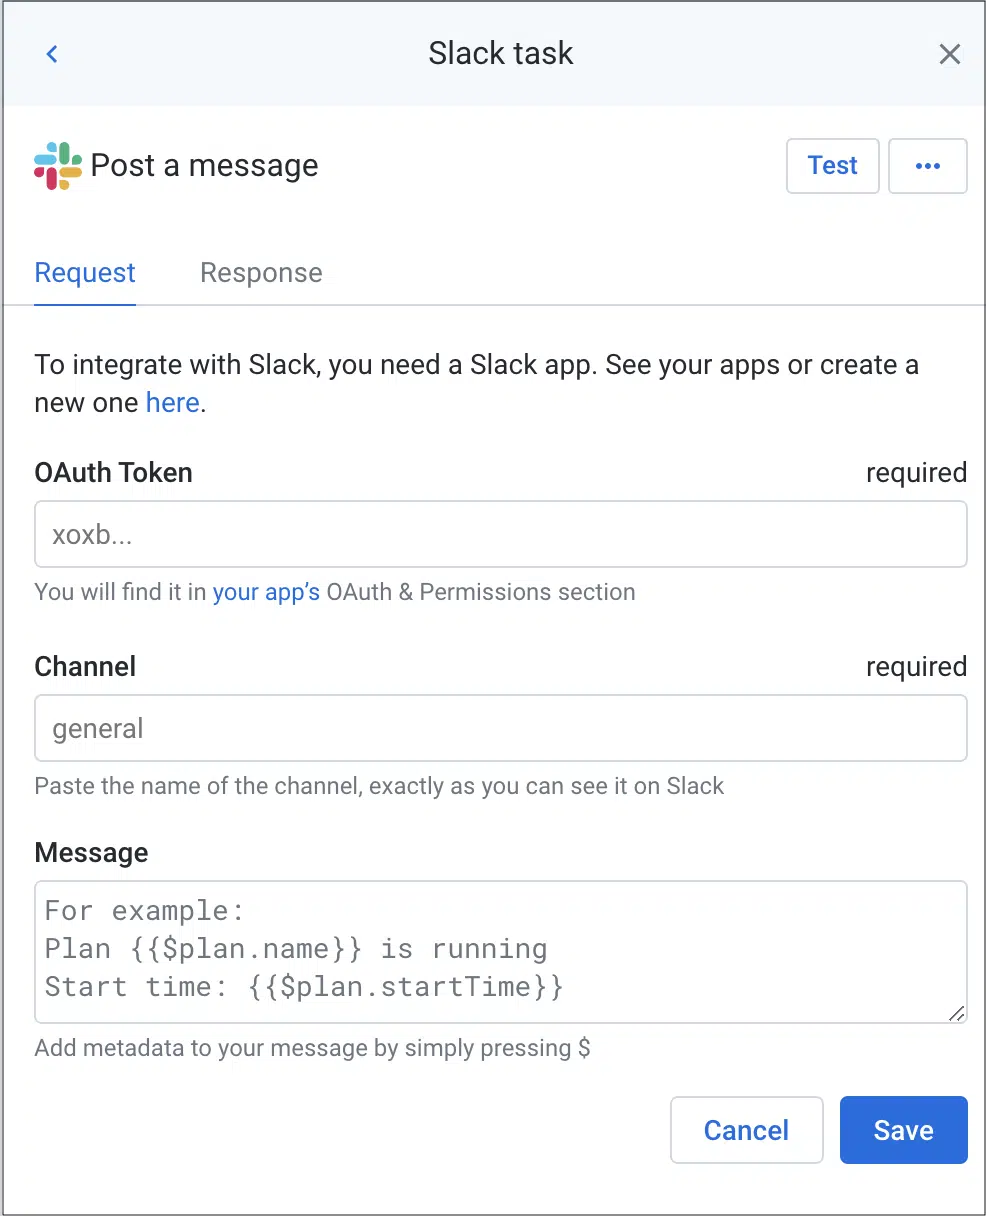 Slack task
Post a message
Test
...
Request Response
To integrate with Slack, you need a Slack app. See your apps or create a
new one here.
OAuth Token required
xoxb...
You will find it in your app’s OAuth & Permissions section
Channel required
general
Paste the name of the channel, exactly as you can see it on Slack
Message
For example:
Plan {{$plan.name}} is running
Start time: {{$plan.startTime}}
Add metadata to your message by simply pressing $
Cancel Save